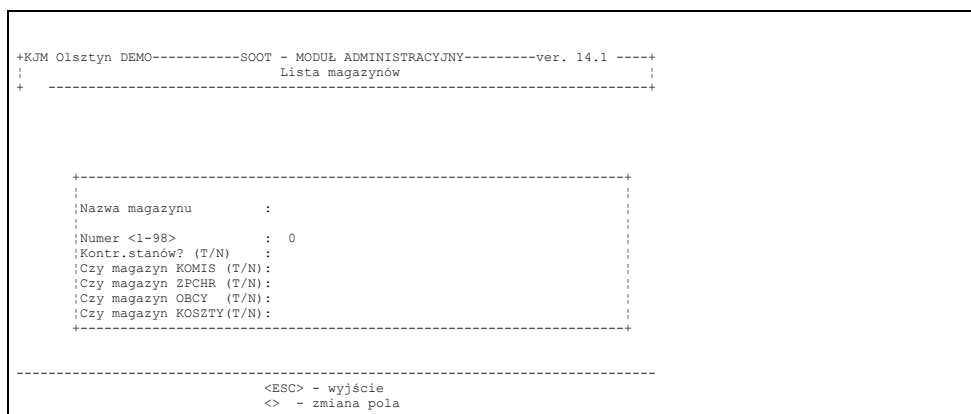 +KJM Olsztyn DEMO-----------SOOT - MODUŁ ADMINISTRACYJNY---------ver. 14.1 ----+
¦ Lista magazynów ¦
+ ---------------------------------------------------------------------------+
+--------------------------------------------------------------------+
¦ ¦
¦Nazwa magazynu : ¦
¦ ¦
¦Numer <1-98> : 0 ¦
¦Kontr.stanów? (T/N) : ¦
¦Czy magazyn KOMIS (T/N): ¦
¦Czy magazyn ZPCHR (T/N): ¦
¦Czy magazyn OBCY (T/N): ¦
¦Czy magazyn KOSZTY(T/N): ¦
+--------------------------------------------------------------------+
--------------------------------------------------------------------------------
<ESC> - wyjście
<> - zmiana pola